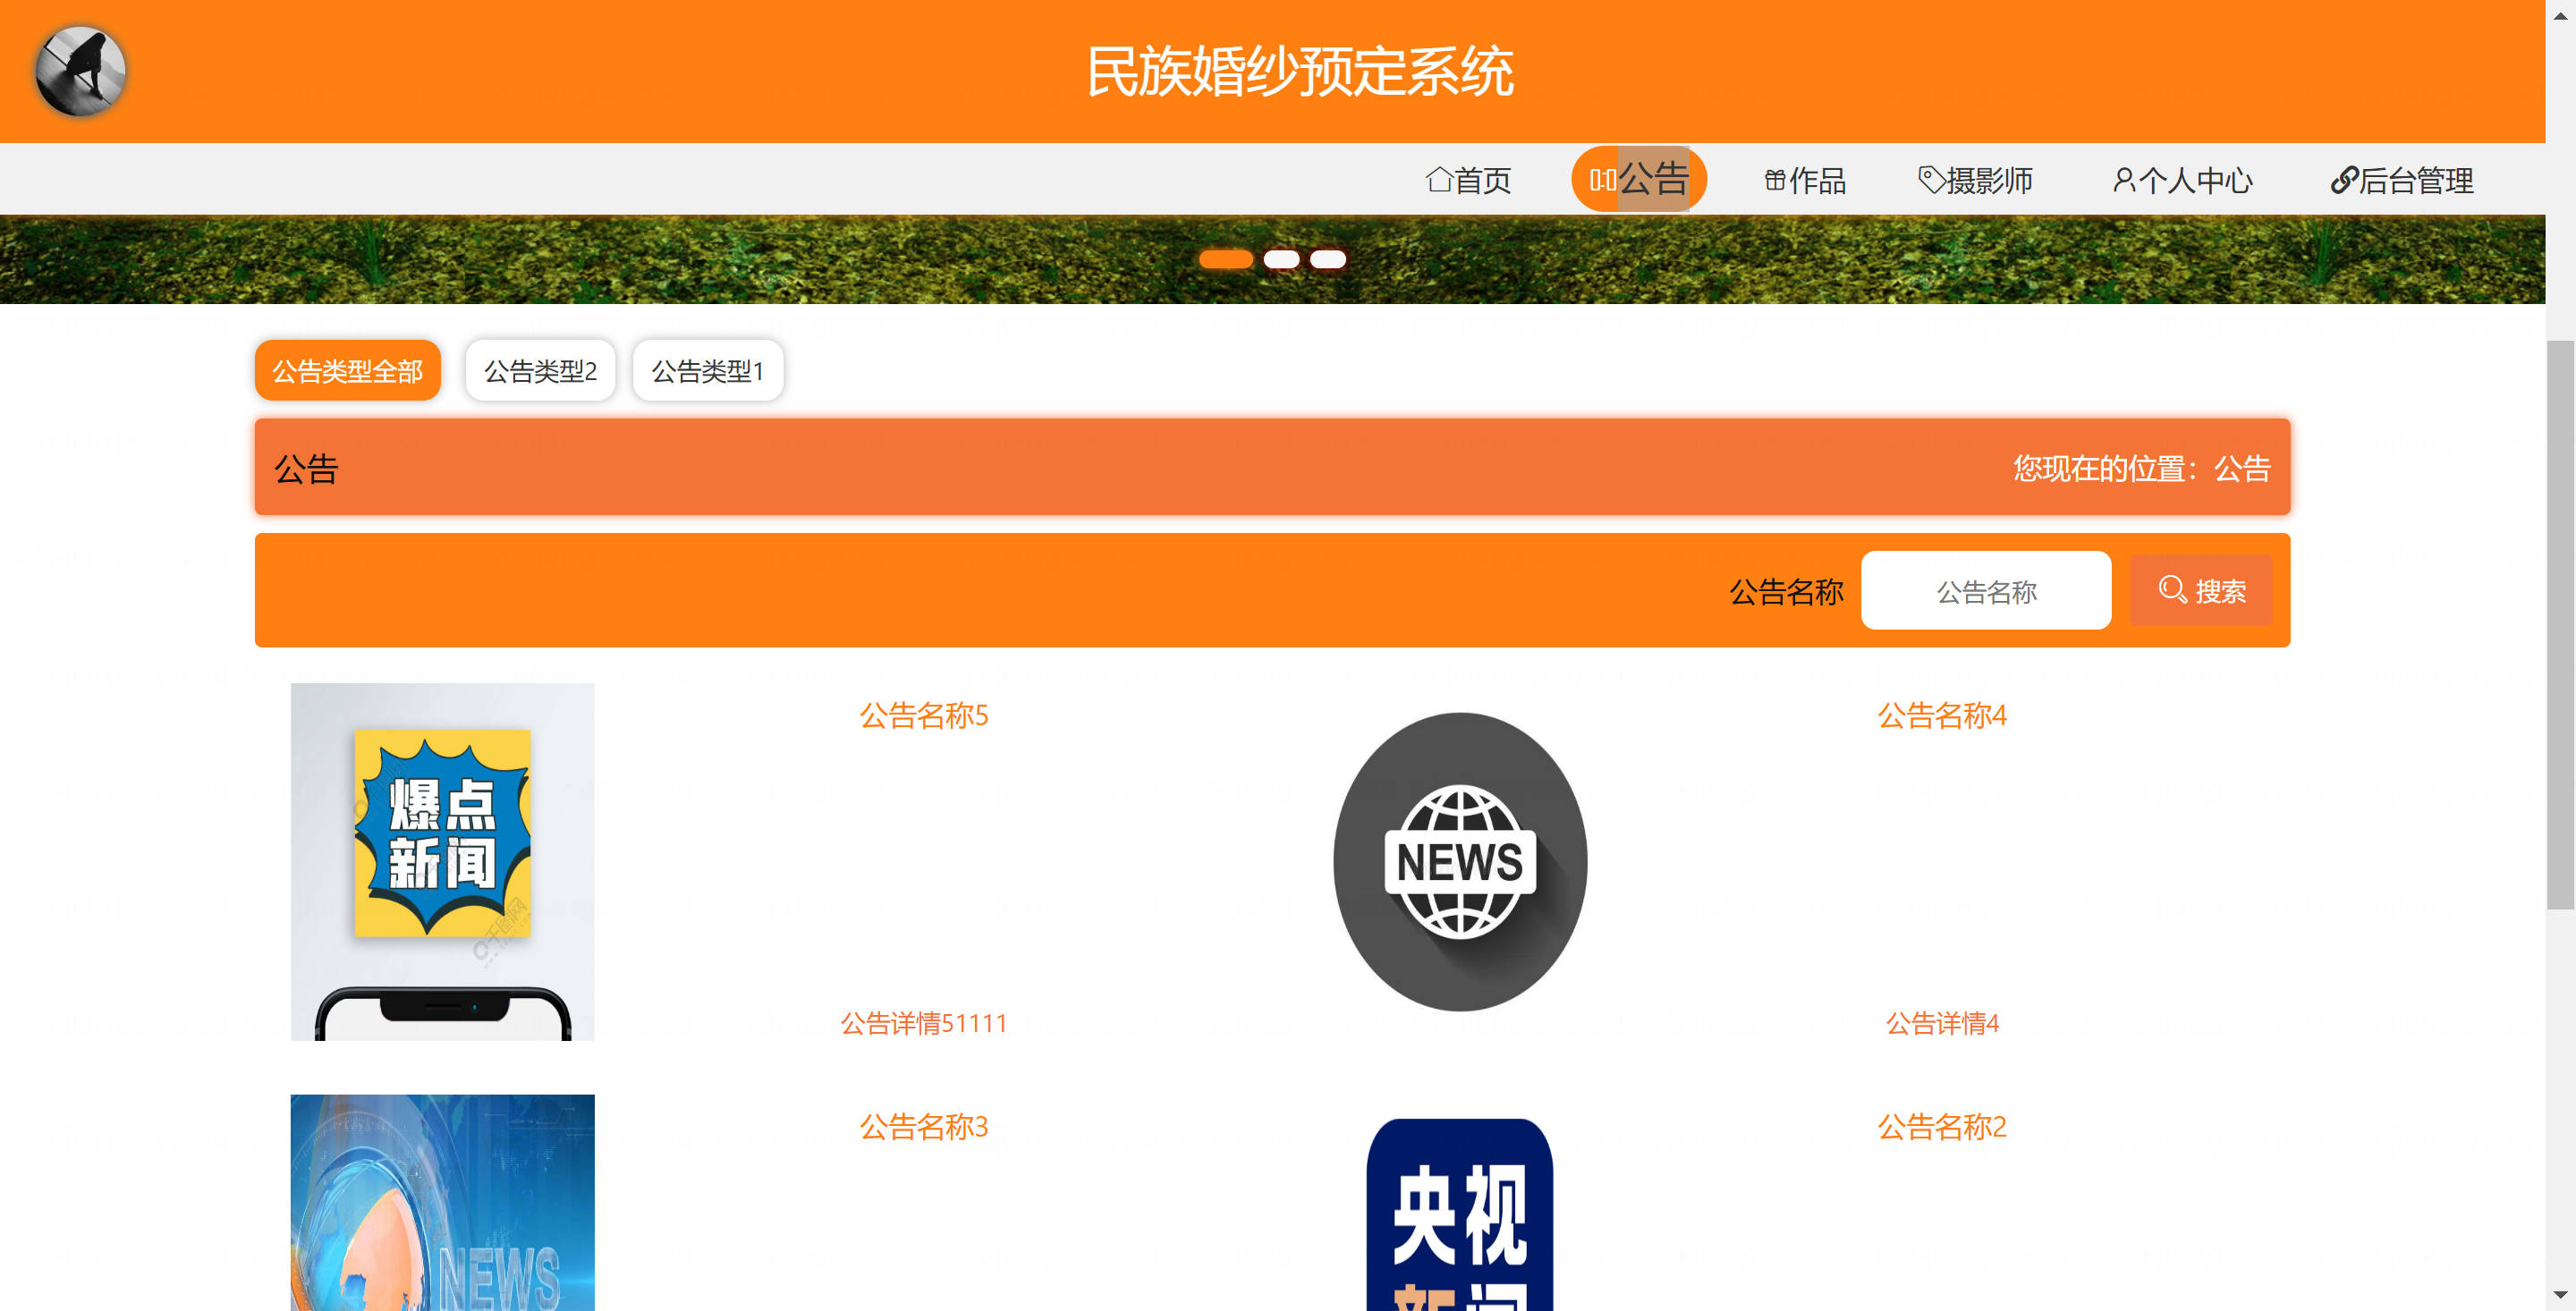 民族婚纱预定系统
首页
公告
作品
摄影师
个人中心
后台管理
公告类型全部
公告类型2
公告类型1
公告
您现在的位置：公告
公告名称
公告名称
搜索
公告名称5
爆点
新闻
千图网
公告详情51111
公告名称4
NEWS
公告详情4
公告名称3
NEWS
公告名称2
央视
新闻